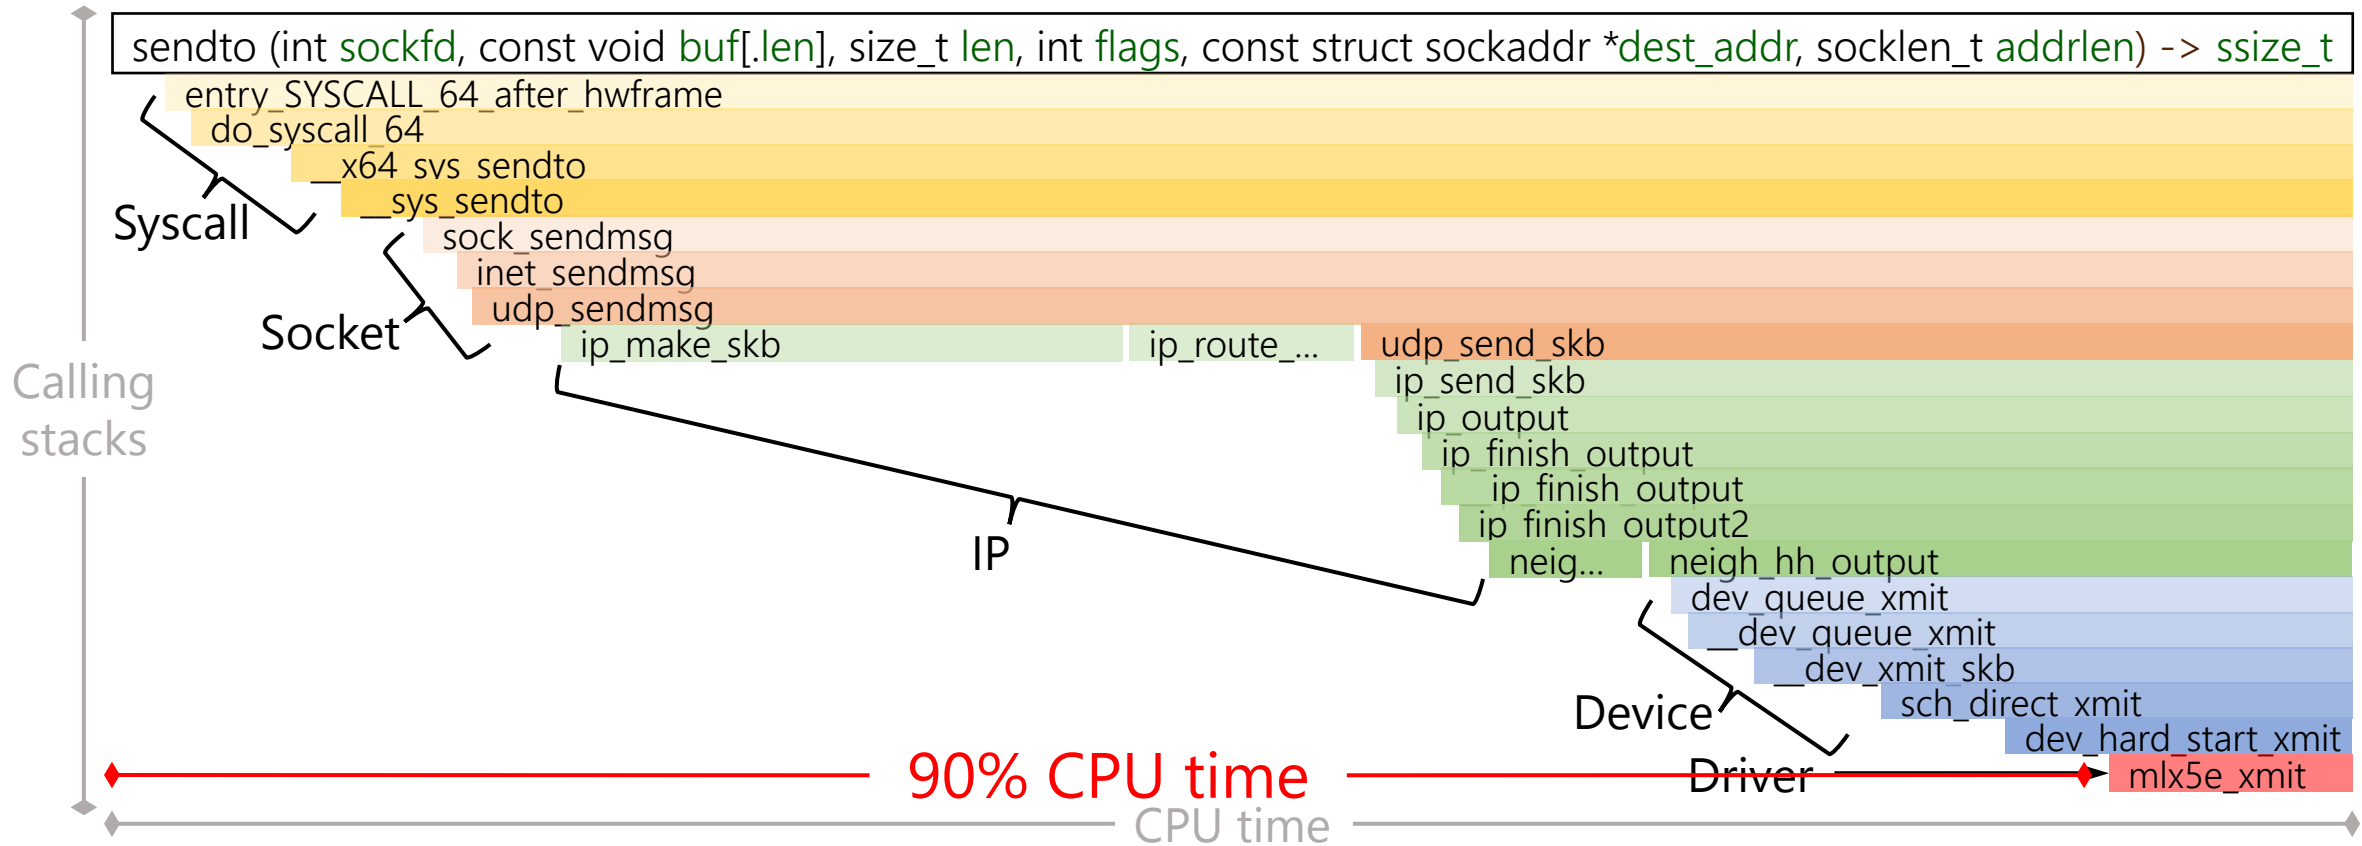 sendto (int sockfd, const void buf[.len], size_t len, int flags, const struct sockaddr *dest_addr, socklen_t addrlen) -> ssize_t
entry_SYSCALL_64_after_hwframe
do_syscall_64
__x64_sys_sendto
__sys_sendto
Syscall
sock_sendmsg
inet_sendmsg
udp_sendmsg
Socket
ip_make_skb
ip_route_...
udp_send_skb
Calling
stacks
ip_send_skb
ip_output
ip_finish_output
__ip_finish_output
ip_finish_output2
IP
neig...
neigh_hh_output
dev_queue_xmit
__dev_queue_xmit
__dev_xmit_skb
sch_direct_xmit
Device
dev_hard_start_xmit
90% CPU time
Driver
mlx5e_xmit
CPU time